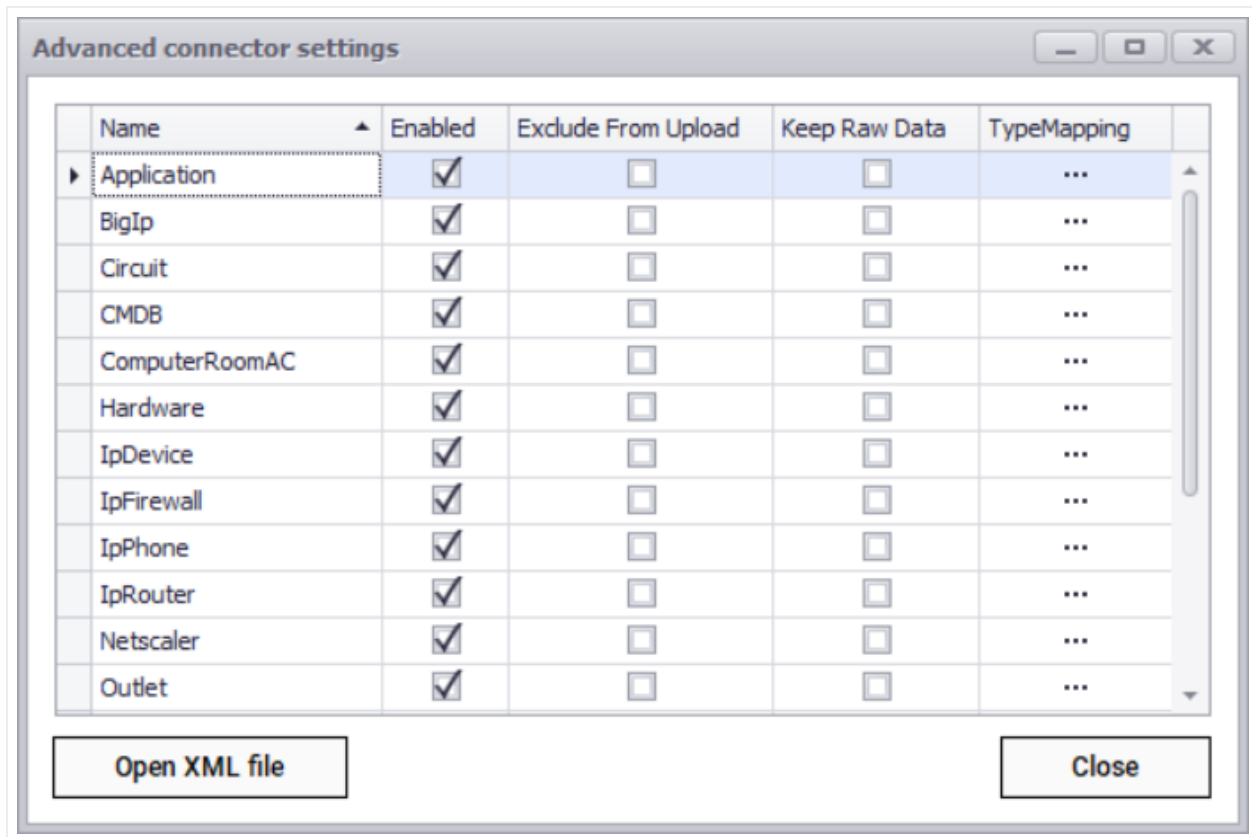 Advanced connector settings
Name Enabled Exclude From Upload Keep Raw Data TypeMapping
Application ...
BigIp ...
Circuit ...
CMDB ...
ComputerRoomAC ...
Hardware ...
IpDevice ...
IpFirewall ...
IpPhone ...
IpRouter ...
Netscaler ...
Outlet ...
Open XML file Close